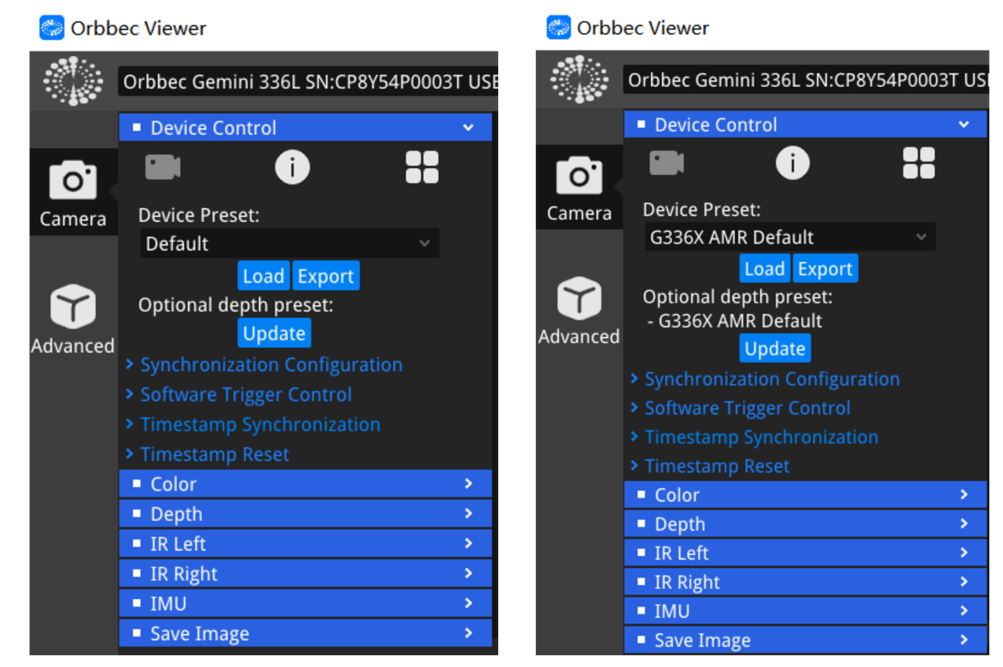 Orbbec Viewer
Orbbec Gemini 336L SN:CP8Y54P0003T USB
Device Control
Camera
Device Preset:
Default
Load Export
Optional depth preset:
Update
Advanced
Synchronization Configuration
Software Trigger Control
Timestamp Synchronization
Timestamp Reset
Color
Depth
IR Left
IR Right
IMU
Save Image
Orbbec Viewer
Orbbec Gemini 336L SN:CP8Y54P0003T USI
Device Control
Camera
Device Preset:
G336X AMR Default
Load Export
Optional depth preset:
- G336X AMR Default
Advanced
Update
Synchronization Configuration
Software Trigger Control
Timestamp Synchronization
Timestamp Reset
Color
Depth
IR Left
IR Right
IMU
Save Image